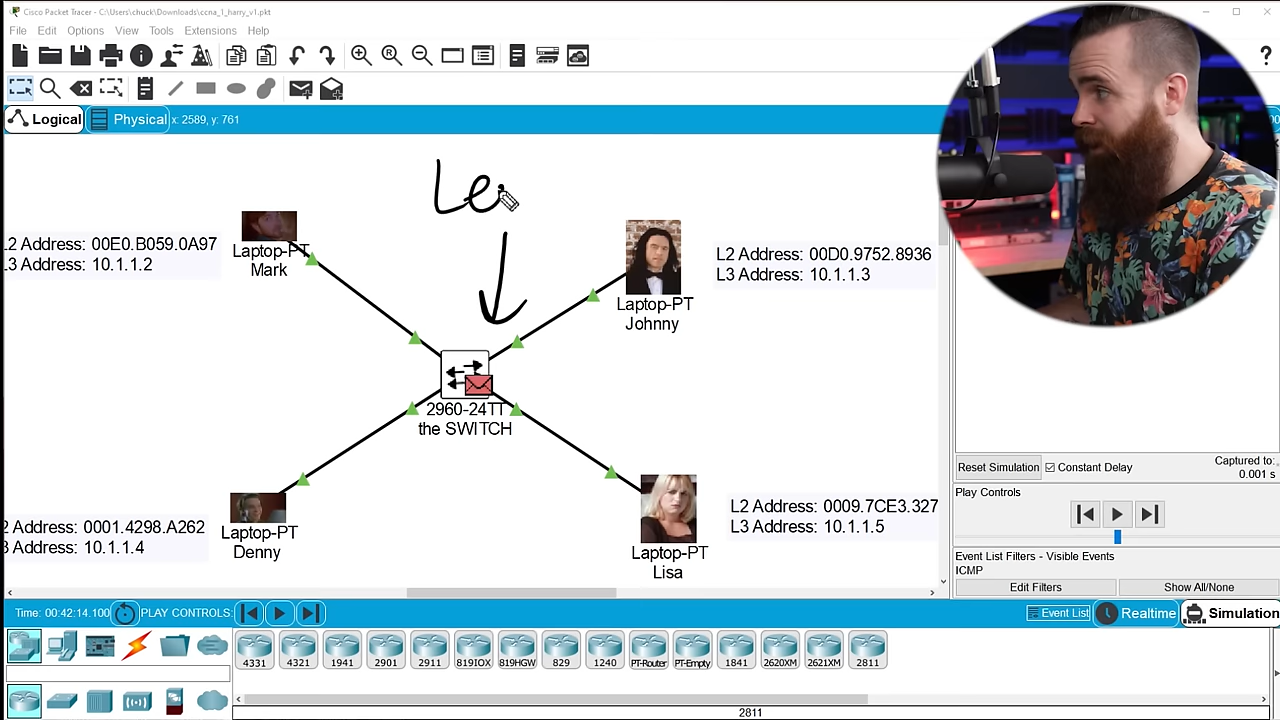 Cisco Packet Tracer - C:\Users\chuck\Downloads\ccna_1_harry_v1.pkt
File Edit Options View Tools Extensions Help
Logical Physical x: 2589, y: 761
Le
L2 Address: 00E0.B059.0A97
L3 Address: 10.1.1.2
Laptop-PT
Mark
Laptop-PT
Johnny
L2 Address: 00D0.9752.8936
L3 Address: 10.1.1.3
2960-24TT
the SWITCH
2 Address: 0001.4298.A262
3 Address: 10.1.1.4
Laptop-PT
Denny
Laptop-PT
Lisa
L2 Address: 0009.7CE3.327
L3 Address: 10.1.1.5
Reset Simulation Constant Delay
Captured to:
0.001 s
Play Controls
Event List Filters - Visible Events
ICMP
Edit Filters Show All/None
Time: 00:42:14.100 PLAY CONTROLS: Event List Realtime Simulation
4331 4321 1941 2901 2911 819IOX 819HGW 829 1240 PT-Router PT-Empty 1841 2620XM 2621XM 2811
2811